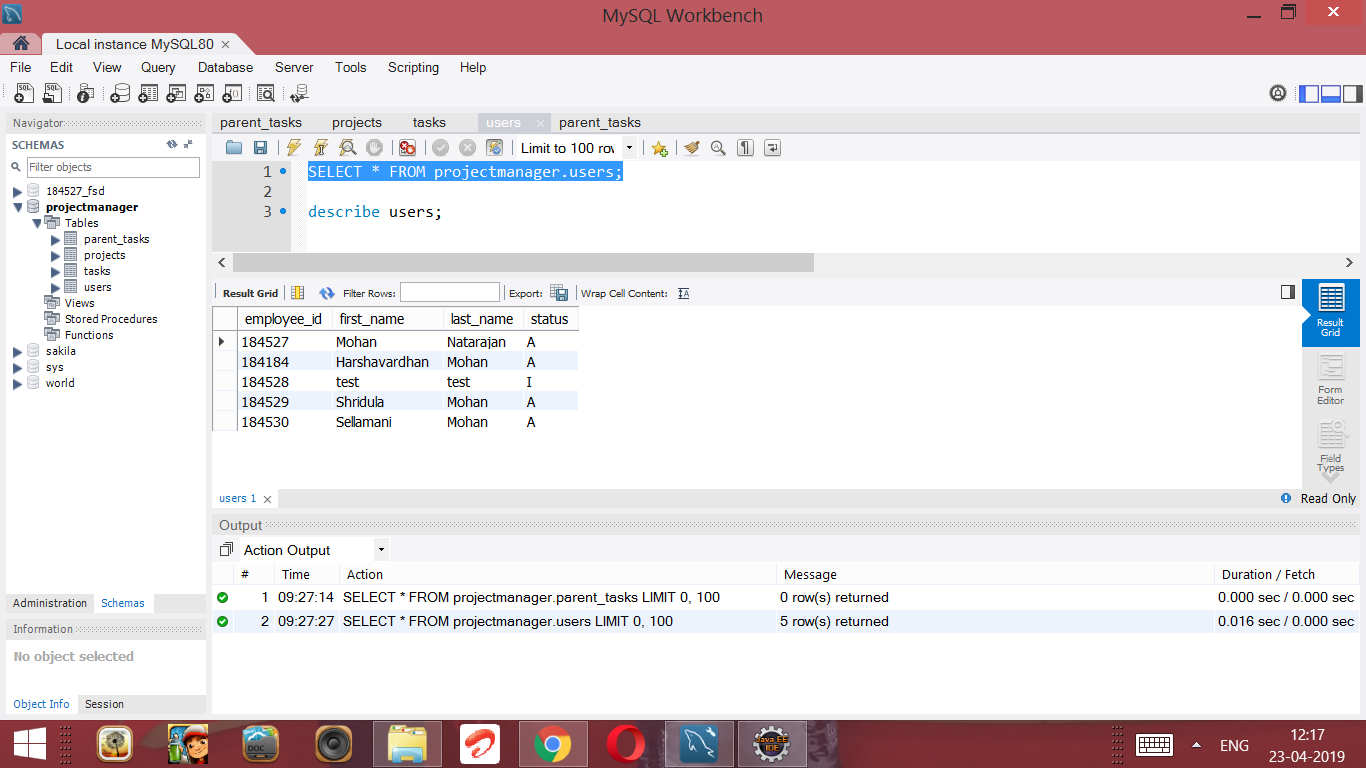 MySQL Workbench
Local instance MySQL80
File Edit View Query Database Server Tools Scripting Help
Navigator
SCHEMAS
Filter objects
184527_fsd
projectmanager
Tables
parent_tasks
projects
tasks
users
Views
Stored Procedures
Functions
sakila
sys
world
Administration Schemas
Information
No object selected
Object Info Session
parent_tasks projects tasks users parent_tasks
Limit to 100 rov
1 SELECT * FROM projectmanager.users;
2
3 describe users;
Result Grid Filter Rows: Export: Wrap Cell Content:
employee_id first_name last_name status
184527 Mohan Natarajan A
184184 Harshavardhan Mohan A
184528 test test I
184529 Shridula Mohan A
184530 Sellamani Mohan A
Result
Grid
Form
Editor
Field
Types
users 1
Read Only
Output
Action Output
# Time Action Message Duration / Fetch
1 09:27:14 SELECT * FROM projectmanager.parent_tasks LIMIT 0, 100 0 row(s) returned 0.000 sec / 0.000 sec
2 09:27:27 SELECT * FROM projectmanager.users LIMIT 0, 100 5 row(s) returned 0.016 sec / 0.000 sec
DOC
Java EE
IDE
ENG
12:17
23-04-2019